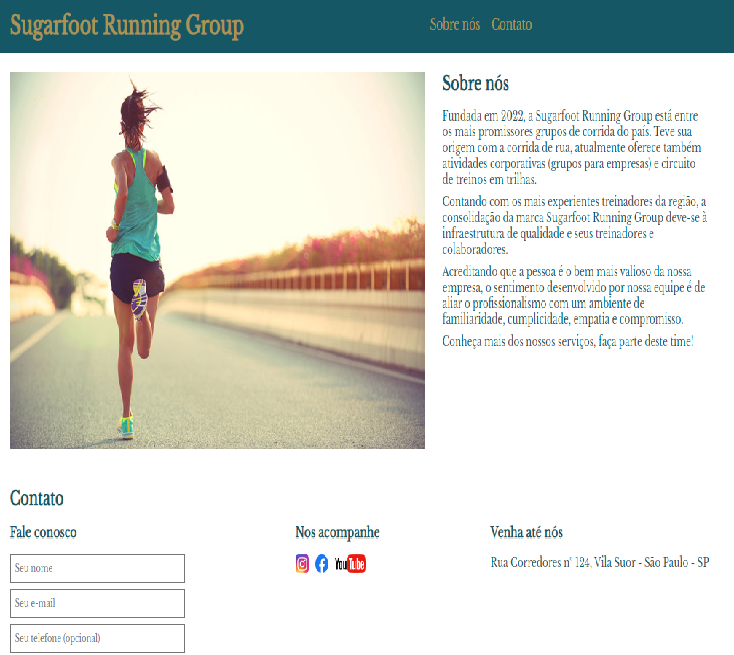 Sugarfoot Running Group
Sobre nós Contato
Sobre nós
Fundada em 2022, a Sugarfoot Running Group está entre
os mais promissores grupos de corrida do país. Teve sua
origem com a corrida de rua, atualmente oferece também
atividades corporativas (grupos para empresas) e circuito
de treinos em trilhas.
Contando com os mais experientes treinadores da região, a
consolidação da marca Sugarfoot Running Group deve-se à
infraestrutura de qualidade e seus treinadores e
colaboradores.
Acreditando que a pessoa é o bem mais valioso da nossa
empresa, o sentimento desenvolvido por nossa equipe é de
aliar o profissionalismo com um ambiente de
familiaridade, cumplicidade, empatia e compromisso.
Conheça mais dos nossos serviços, faça parte deste time!
Contato
Fale conosco
Seu nome
Seu e-mail
Seu telefone (opcional)
Nos acompanhe
YouTube
Venha até nós
Rua Corredores nº 124, Vila Suor - São Paulo - SP